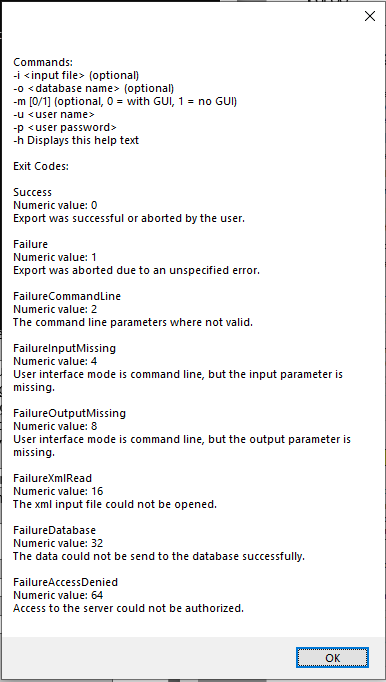 Commands:
-i <input file> (optional)
-o <database name> (optional)
-m [0/1] (optional, 0 = with GUI, 1 = no GUI)
-u <user name>
-p <user password>
-h Displays this help text
Exit Codes:
Success
Numeric value: 0
Export was successful or aborted by the user.
Failure
Numeric value: 1
Export was aborted due to an unspecified error.
FailureCommandLine
Numeric value: 2
The command line parameters where not valid.
FailureInputMissing
Numeric value: 4
User interface mode is command line, but the input parameter is
missing.
FailureOutputMissing
Numeric value: 8
User interface mode is command line, but the output parameter is
missing.
FailureXmlRead
Numeric value: 16
The xml input file could not be opened.
FailureDatabase
Numeric value: 32
The data could not be send to the database successfully.
FailureAccessDenied
Numeric value: 64
Access to the server could not be authorized.
OK